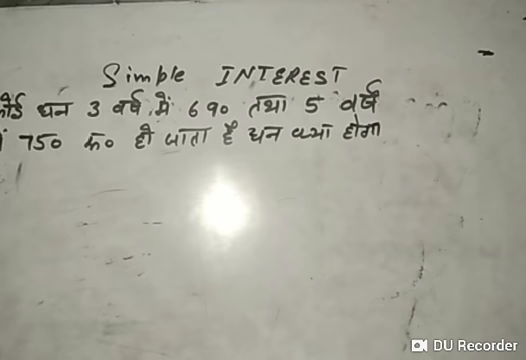 Simple INTEREST
कोई धन 3 वर्ष में 690 तथा 5 वर्ष
750 रू० हो जाता है धन क्या होगा
DU Recorder